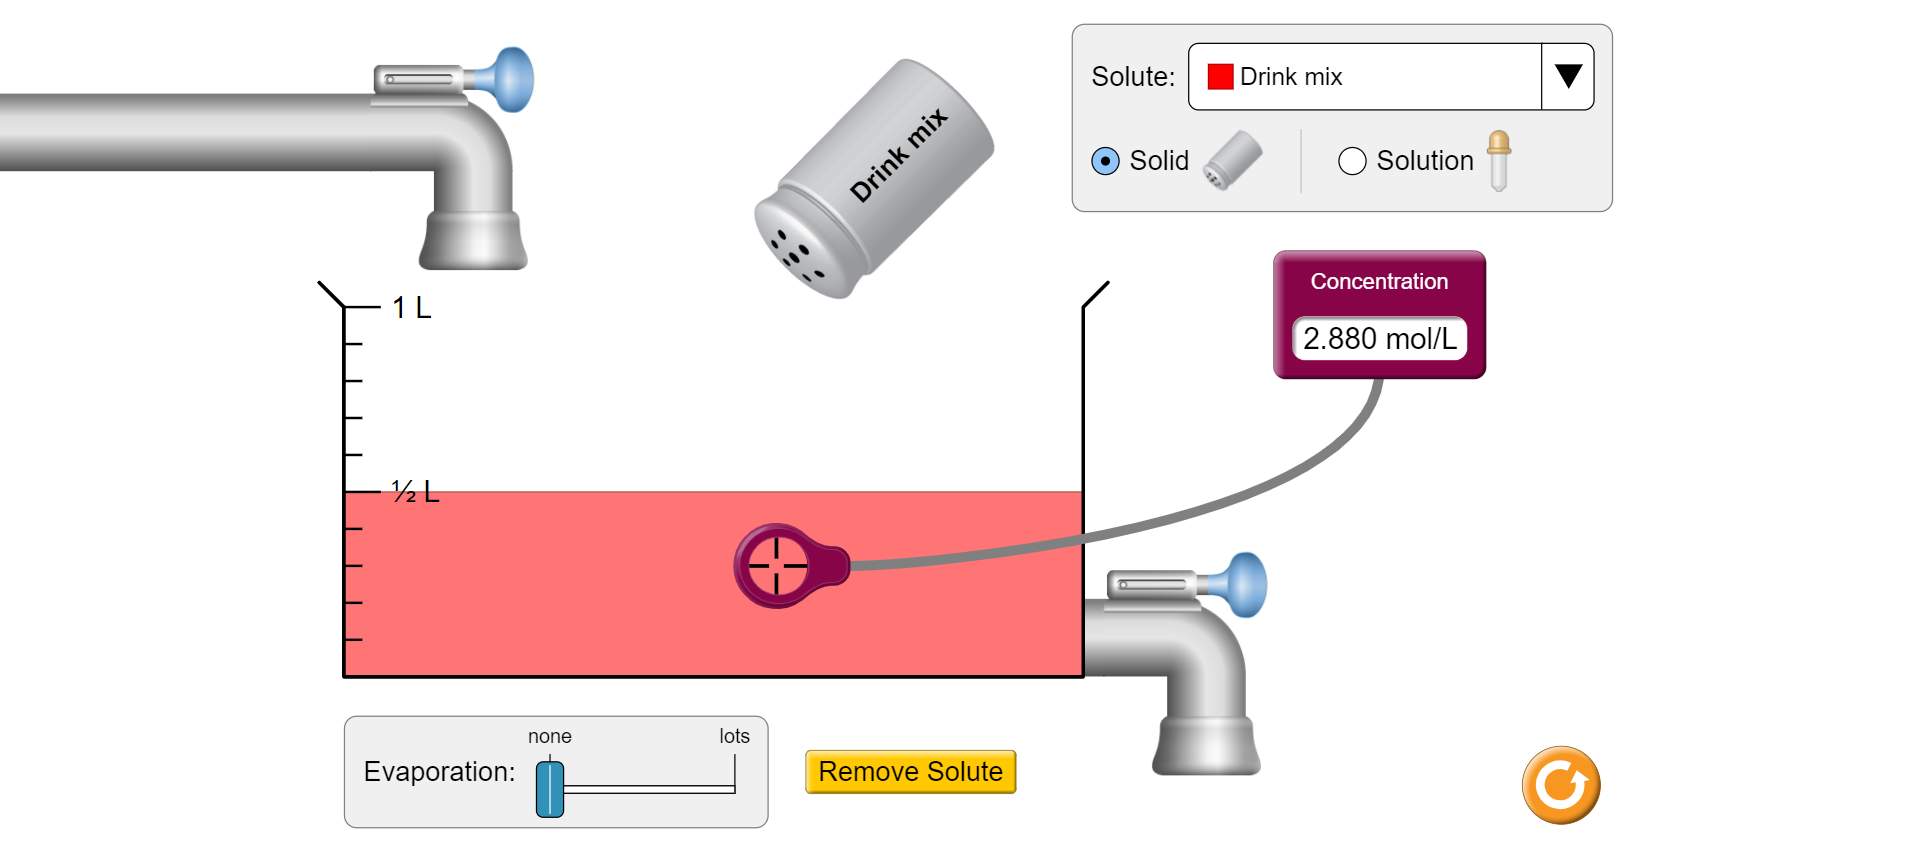 Solute: Drink mix
Drink mix
Solid
Solution
Concentration
2.880 mol/L
1 L
½ L
none
lots
Evaporation:
Remove Solute